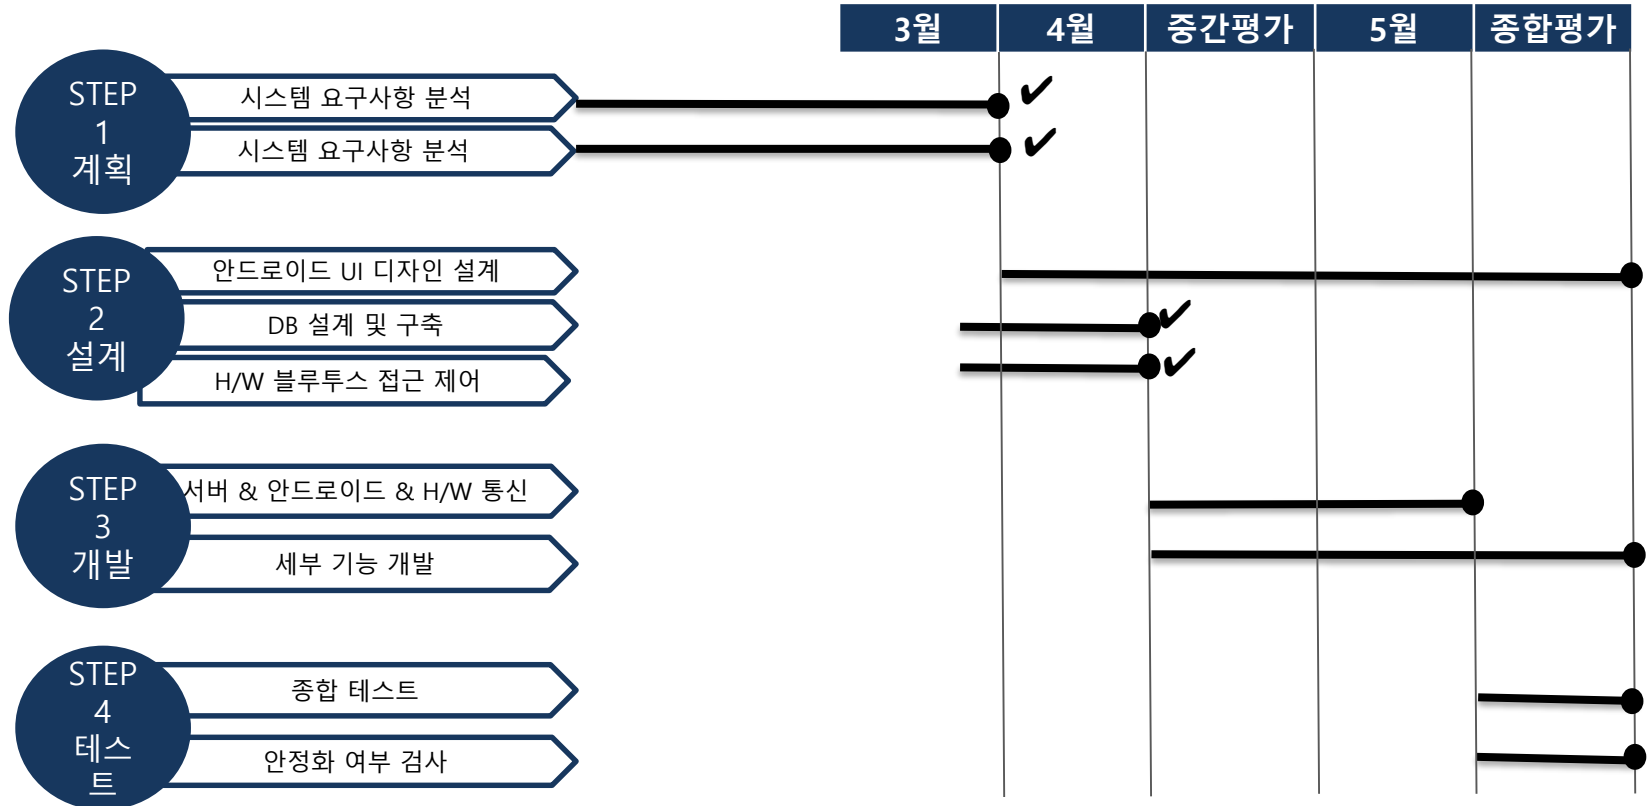 3월 4월 중간평가 5월 종합평가
STEP
1
계획
시스템 요구사항 분석
시스템 요구사항 분석
STEP
2
설계
안드로이드 UI 디자인 설계
DB 설계 및 구축
H/W 블루투스 접근 제어
STEP
3
개발
서버 & 안드로이드 & H/W 통신
세부 기능 개발
STEP
4
테스
트
종합 테스트
안정화 여부 검사